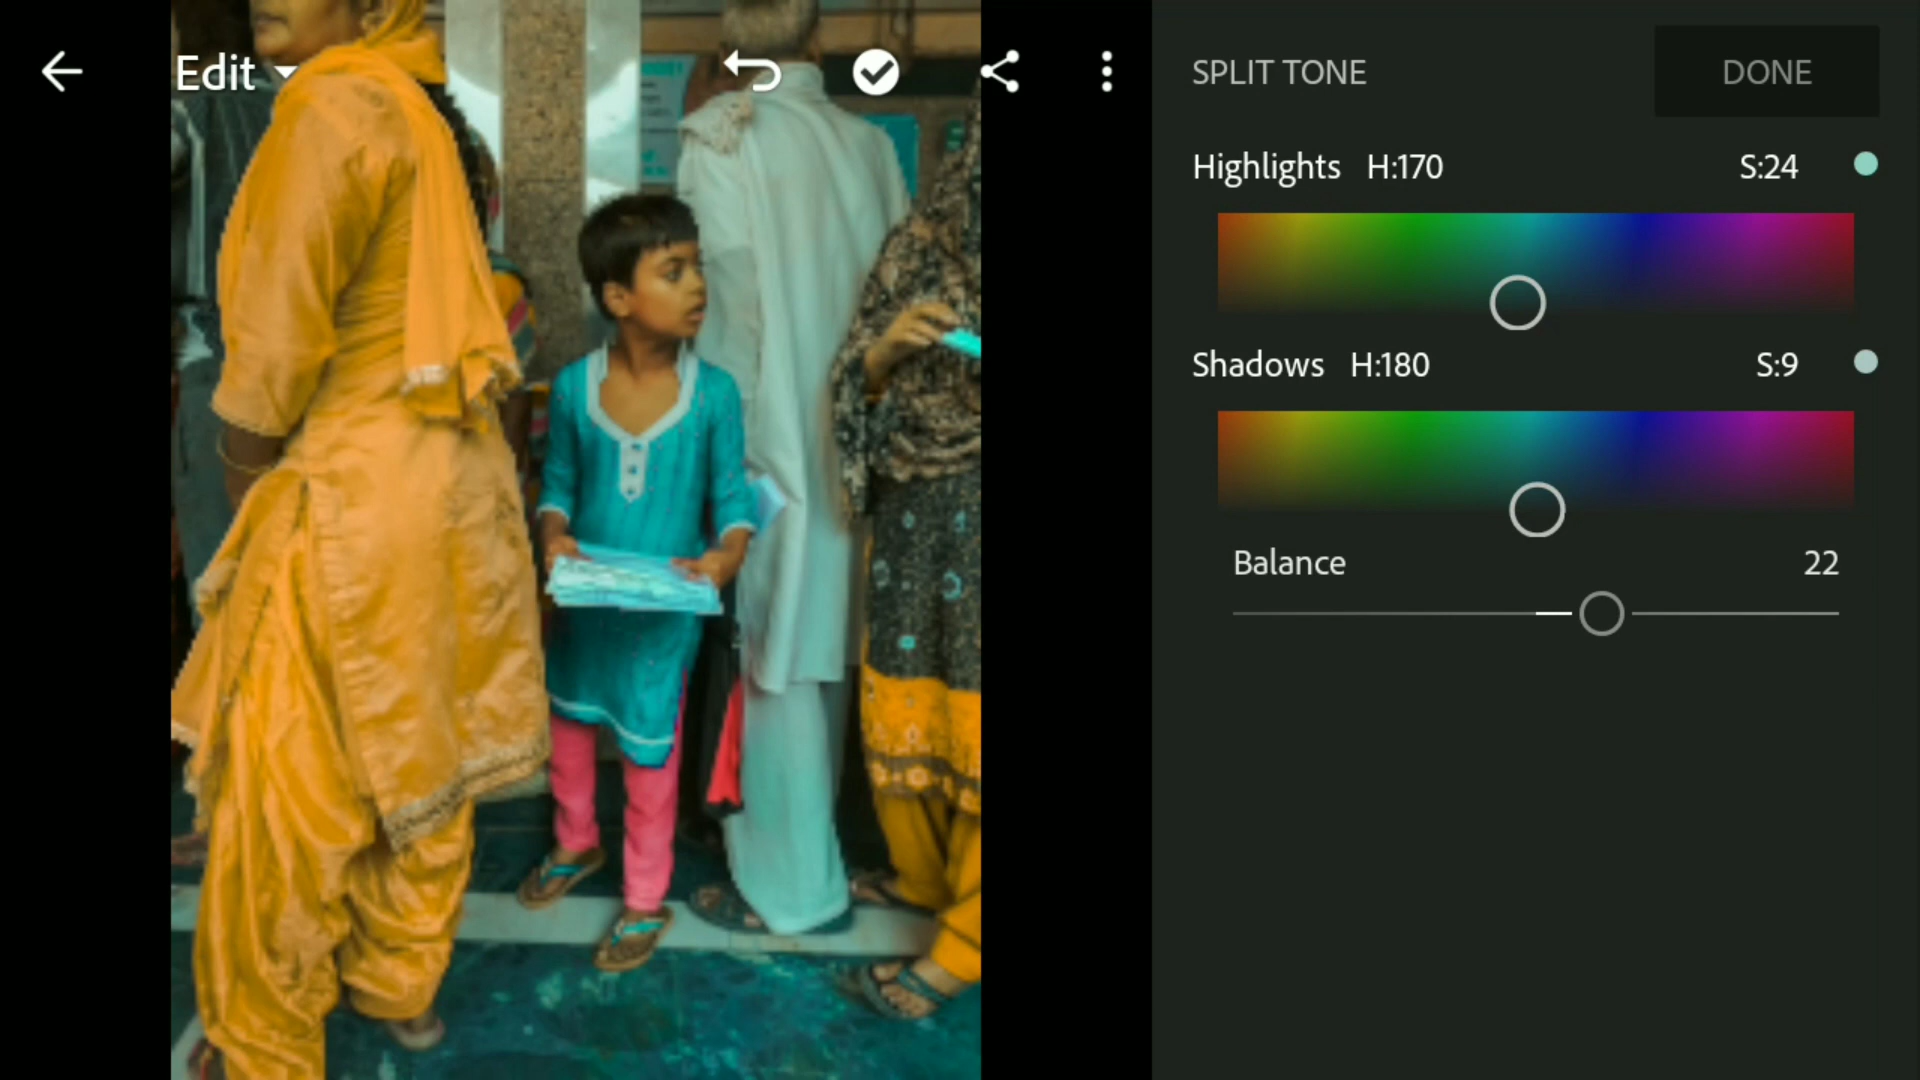 Edit
SPLIT TONE
DONE
Highlights H:170 S:24
Shadows H:180 S:9
Balance 22